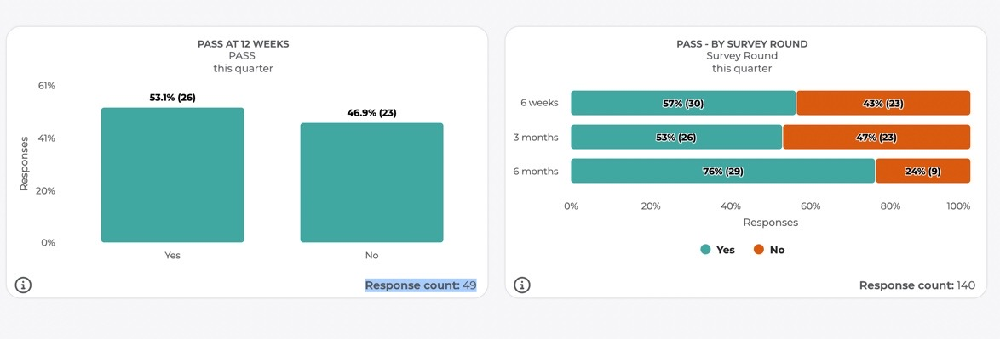 PASS AT 12 WEEKS
PASS
this quarter
61%
41%
20%
0%
Responses
53.1% (26)
46.9% (23)
Yes
No
Response count: 49
PASS - BY SURVEY ROUND
Survey Round
this quarter
6 weeks
57% (30)
43% (23)
3 months
53% (26)
47% (23)
6 months
76% (29)
24% (9)
0%
20%
40%
60%
80%
100%
Responses
Yes
No
Response count: 140